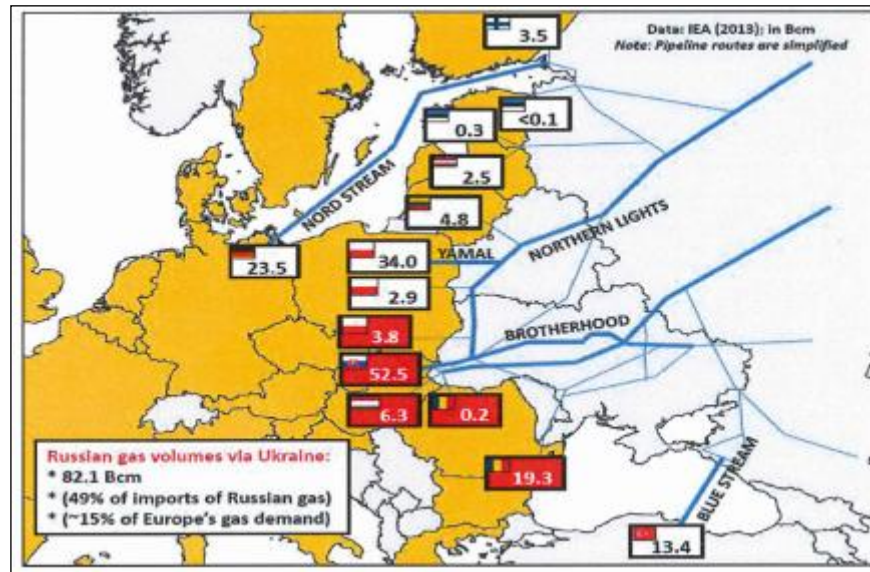 3.5
Data: IEA (2013); in Bcm
Note: Pipeline routes are simplified
0.3
<0.1
2.5
4.8
NORD STREAM
23.5
34.0
YAMAL
NORTHERN LIGHTS
2.9
3.8
BROTHERHOOD
52.5
6.3
0.2
19.3
BLUE STREAM
13.4
Russian gas volumes via Ukraine:
* 82.1 Bcm
* (49% of imports of Russian gas)
* (~15% of Europe's gas demand)